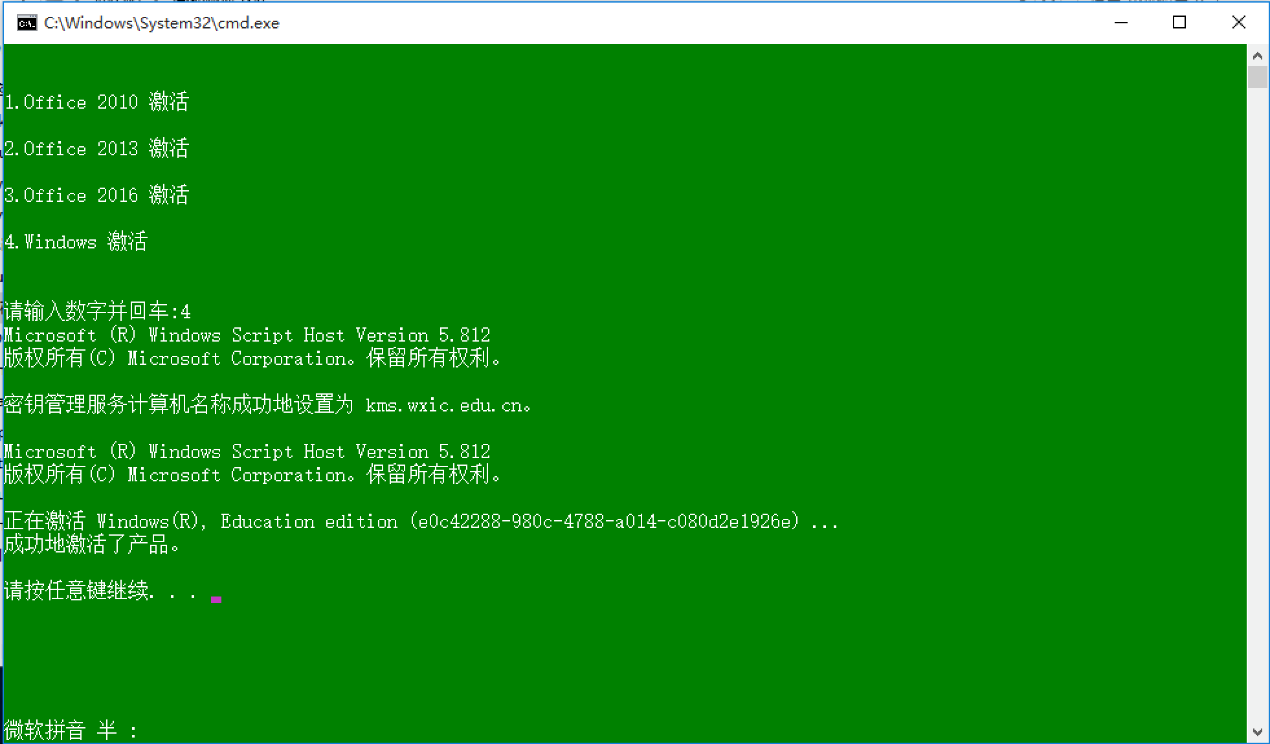 C:\Windows\System32\cmd.exe
1.Office 2010 激活
2.Office 2013 激活
3.Office 2016 激活
4.Windows 激活
请输入数字并回车:4
Microsoft (R) Windows Script Host Version 5.812
版权所有(C) Microsoft Corporation。保留所有权利。
密钥管理服务计算机名称成功地设置为 kms.wxic.edu.cn。
Microsoft (R) Windows Script Host Version 5.812
版权所有(C) Microsoft Corporation。保留所有权利。
正在激活 Windows(R), Education edition (e0c42288-980c-4788-a014-c080d2e1926e) ...
成功地激活了产品。
请按任意键继续. . .
微软拼音 半 :